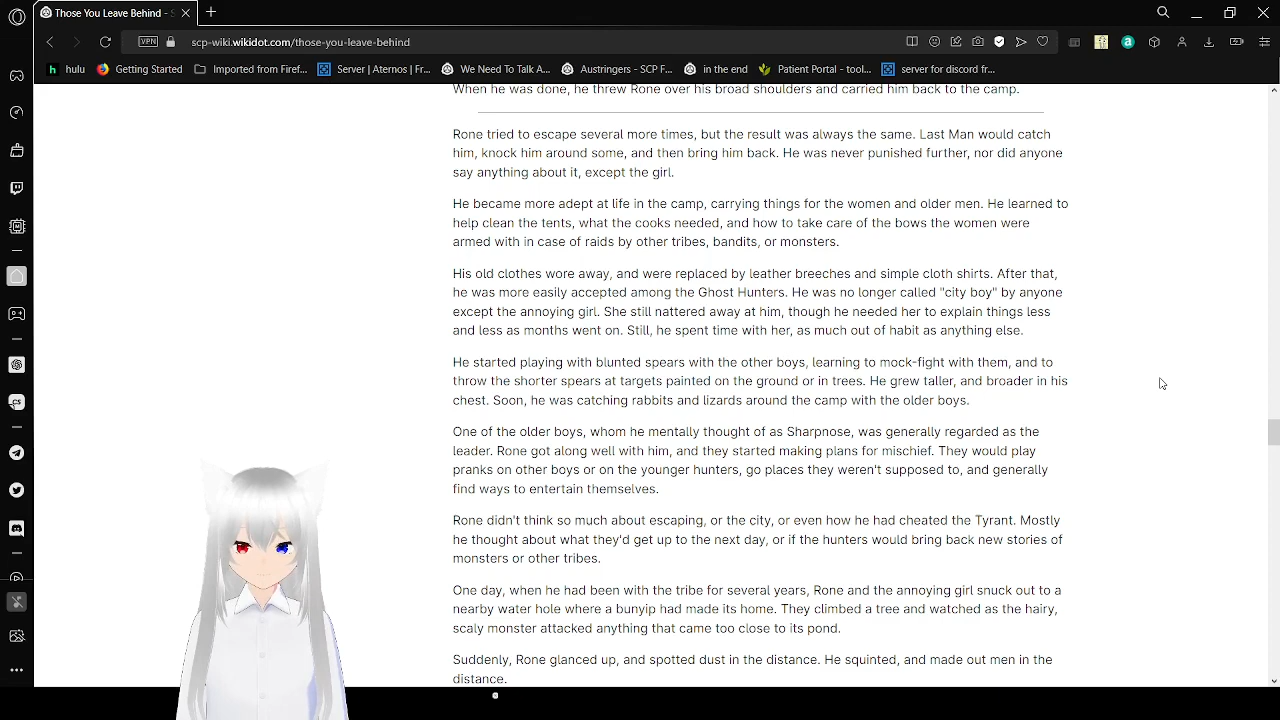 Those You Leave Behind - S
scp-wiki.wikidot.com/those-you-leave-behind
VPN
hulu
Getting Started
Imported from Firef...
Server | Aternos | Fr...
We Need To Talk A...
Austringers - SCP F...
in the end
Patient Portal - tool...
server for discord fr...
When he was done, he threw Rone over his broad shoulders and carried him back to the camp.
Rone tried to escape several more times, but the result was always the same. Last Man would catch
him, knock him around some, and then bring him back. He was never punished further, nor did anyone
say anything about it, except the girl.
He became more adept at life in the camp, carrying things for the women and older men. He learned to
help clean the tents, what the cooks needed, and how to take care of the bows the women were
armed with in case of raids by other tribes, bandits, or monsters.
His old clothes wore away, and were replaced by leather breeches and simple cloth shirts. After that,
he was more easily accepted among the Ghost Hunters. He was no longer called "city boy" by anyone
except the annoying girl. She still nattered away at him, though he needed her to explain things less
and less as months went on. Still, he spent time with her, as much out of habit as anything else.
He started playing with blunted spears with the other boys, learning to mock-fight with them, and to
throw the shorter spears at targets painted on the ground or in trees. He grew taller, and broader in his
chest. Soon, he was catching rabbits and lizards around the camp with the older boys.
One of the older boys, whom he mentally thought of as Sharpnose, was generally regarded as the
leader. Rone got along well with him, and they started making plans for mischief. They would play
pranks on other boys or on the younger hunters, go places they weren't supposed to, and generally
find ways to entertain themselves.
Rone didn't think so much about escaping, or the city, or even how he had cheated the Tyrant. Mostly
he thought about what they'd get up to the next day, or if the hunters would bring back new stories of
monsters or other tribes.
One day, when he had been with the tribe for several years, Rone and the annoying girl snuck out to a
nearby water hole where a bunyip had made its home. They climbed a tree and watched as the hairy,
scaly monster attacked anything that came too close to its pond.
Suddenly, Rone glanced up, and spotted dust in the distance. He squinted, and made out men in the
distance.